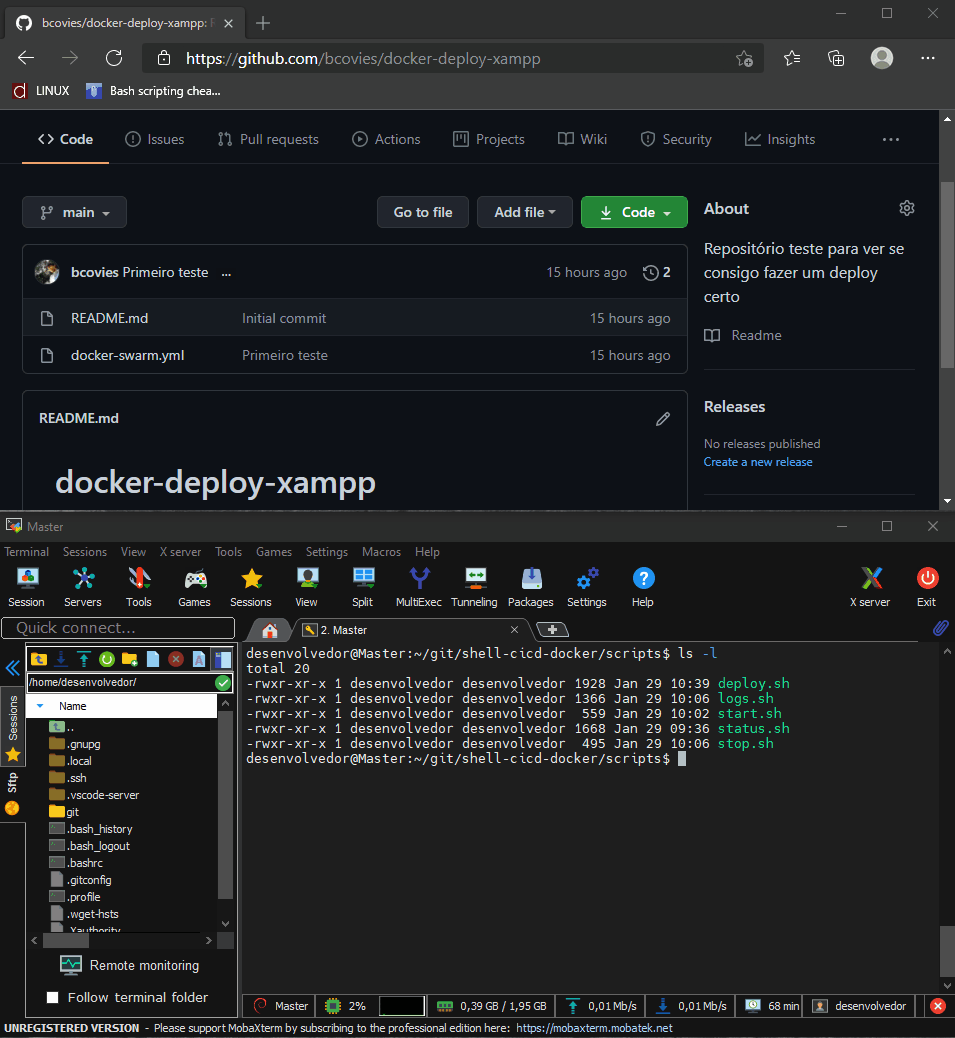 bcovies/docker-deploy-xampp:
https://github.com/bcovies/docker-deploy-xampp
LINUX Bash scripting chea...
Code Issues Pull requests Actions Projects Wiki Security Insights
main Go to file Add file Code
About
bcovies Primeiro teste ... 15 hours ago 2
Repositório teste para ver se
consigo fazer um deploy
certo
README.md Initial commit 15 hours ago
docker-swarm.yml Primeiro teste 15 hours ago
Readme
README.md
Releases
No releases published
Create a new release
docker-deploy-xampp
Master
Terminal Sessions View X server Tools Games Settings Macros Help
Session Servers Tools Games Sessions View Split MultiExec Tunneling Packages Settings Help X server Exit
Quick connect...
2. Master
/home/desenvolvedor/
Name
..
.gnupg
.local
.ssh
.vscode-server
git
.bash_history
.bash_logout
.bashrc
.gitconfig
.profile
.wget-hsts
.Xauthority
Sessions
Sftp
Remote monitoring
Follow terminal folder
desenvolvedor@Master:~/git/shell-cicd-docker/scripts$ ls -l
total 20
-rwxr-xr-x 1 desenvolvedor desenvolvedor 1928 Jan 29 10:39 deploy.sh
-rwxr-xr-x 1 desenvolvedor desenvolvedor 1366 Jan 29 10:06 logs.sh
-rwxr-xr-x 1 desenvolvedor desenvolvedor 559 Jan 29 10:02 start.sh
-rwxr-xr-x 1 desenvolvedor desenvolvedor 1668 Jan 29 09:36 status.sh
-rwxr-xr-x 1 desenvolvedor desenvolvedor 495 Jan 29 10:06 stop.sh
desenvolvedor@Master:~/git/shell-cicd-docker/scripts$
Master 2% 0,39 GB / 1,95 GB 0,01 Mb/s 0,01 Mb/s 68 min desenvolvedor
UNREGISTERED VERSION - Please support MobaXterm by subscribing to the professional edition here: https://mobaxterm.mobatek.net